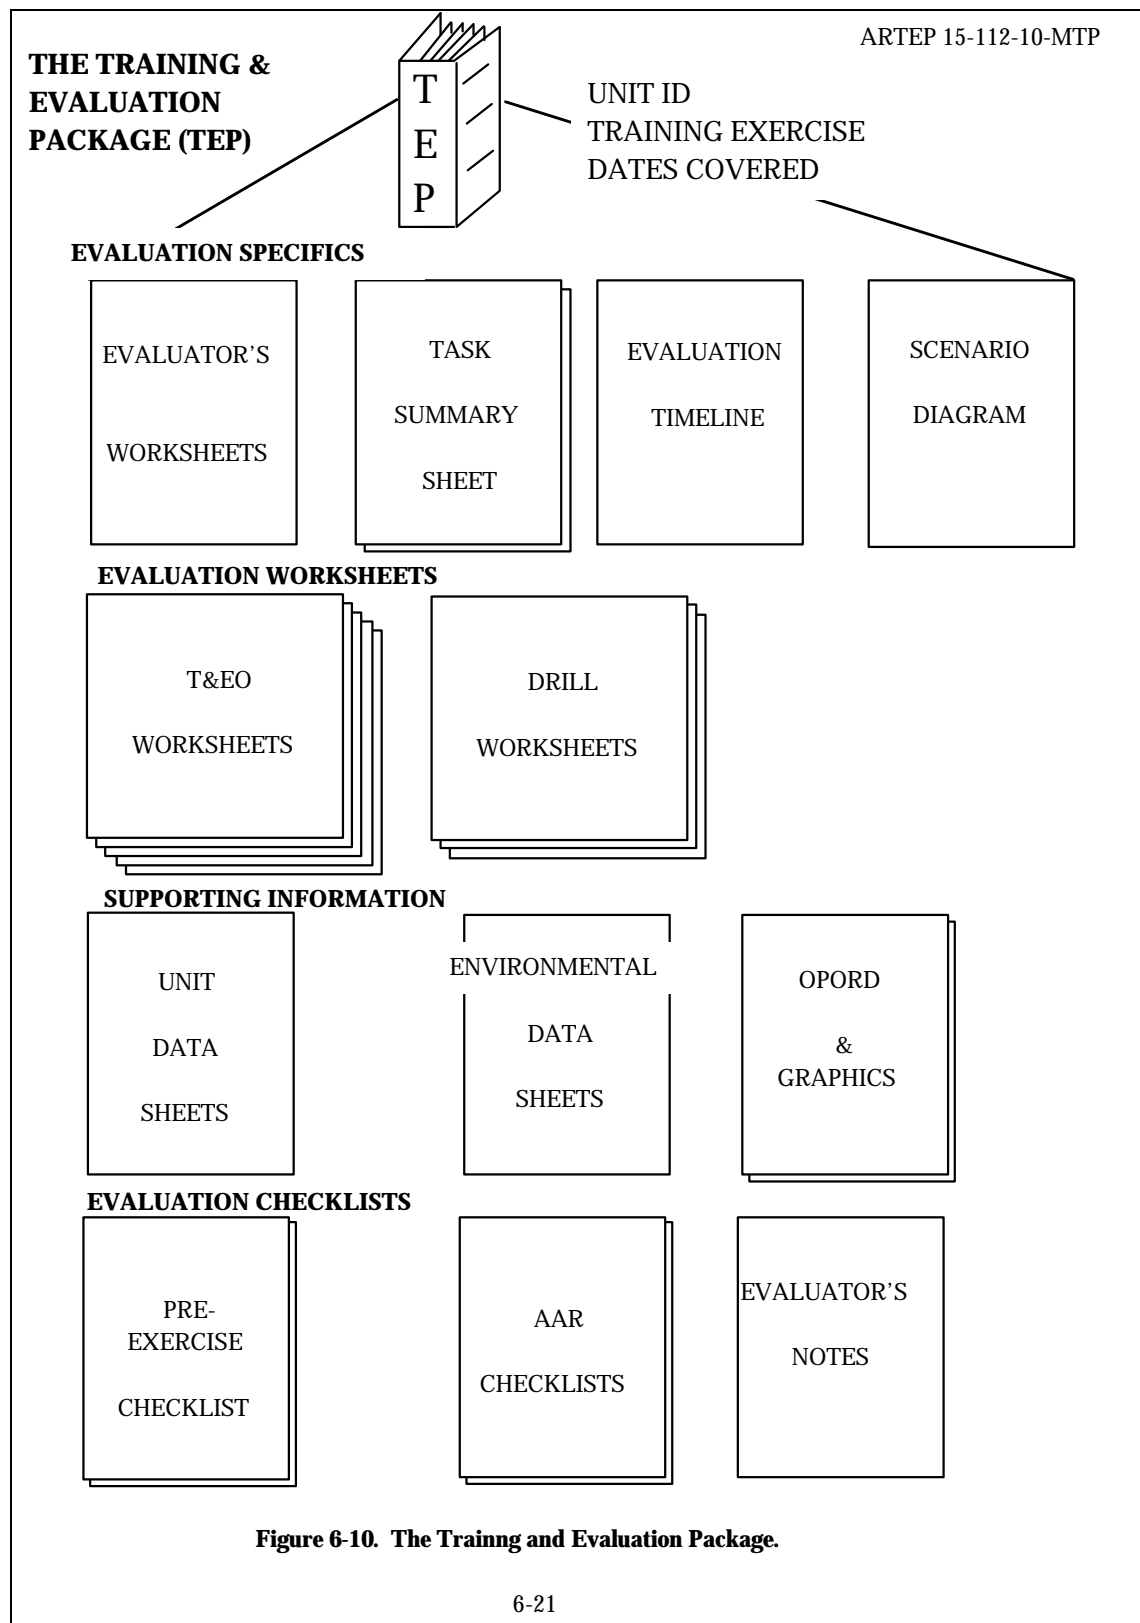 ARTEP 15-112-10-MTP
THE TRAINING &
EVALUATION
PACKAGE (TEP)
T
E
P
UNIT ID
TRAINING EXERCISE
DATES COVERED
EVALUATION SPECIFICS
EVALUATOR'S
WORKSHEETS
TASK
SUMMARY
SHEET
EVALUATION
TIMELINE
SCENARIO
DIAGRAM
EVALUATION WORKSHEETS
T&EO
WORKSHEETS
DRILL
WORKSHEETS
SUPPORTING INFORMATION
UNIT
DATA
SHEETS
ENVIRONMENTAL
DATA
SHEETS
OPORD
&
GRAPHICS
EVALUATION CHECKLISTS
PRE-
EXERCISE
CHECKLIST
AAR
CHECKLISTS
EVALUATOR'S
NOTES
Figure 6-10. The Trainng and Evaluation Package.
6-21